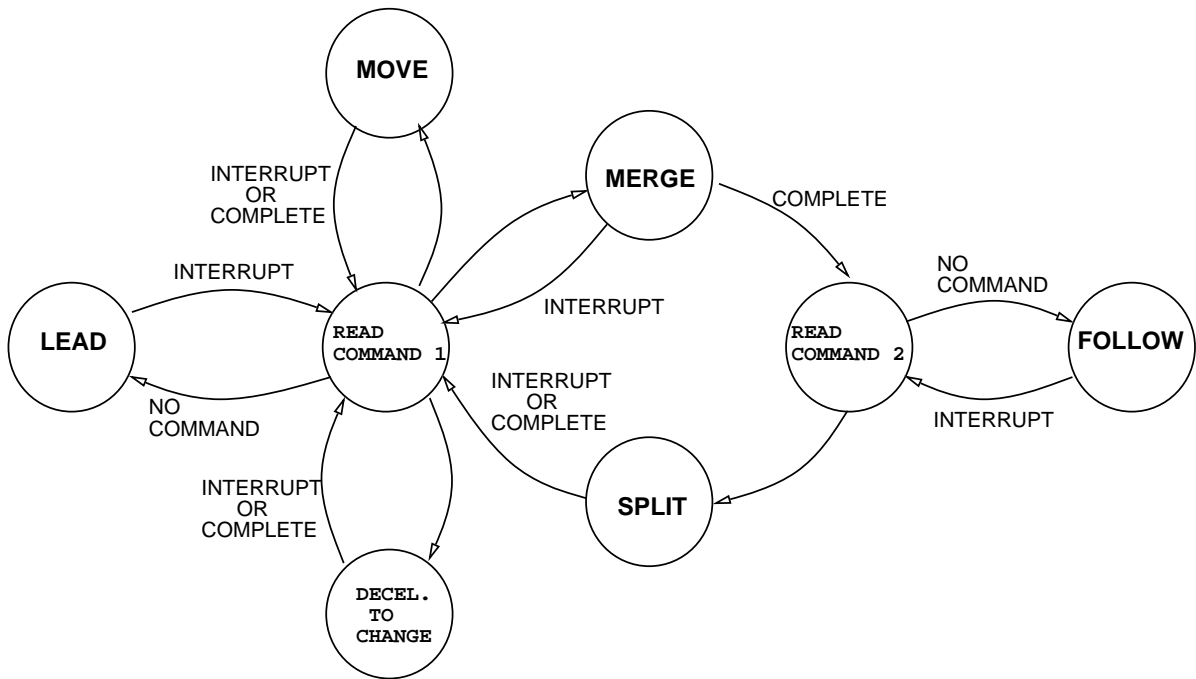 MOVE
INTERRUPT
OR
COMPLETE
MERGE
COMPLETE
INTERRUPT
INTERRUPT
NO
COMMAND
LEAD
READ
COMMAND 1
READ
COMMAND 2
FOLLOW
NO
COMMAND
INTERRUPT
OR
COMPLETE
INTERRUPT
INTERRUPT
OR
COMPLETE
SPLIT
DECEL.
TO
CHANGE